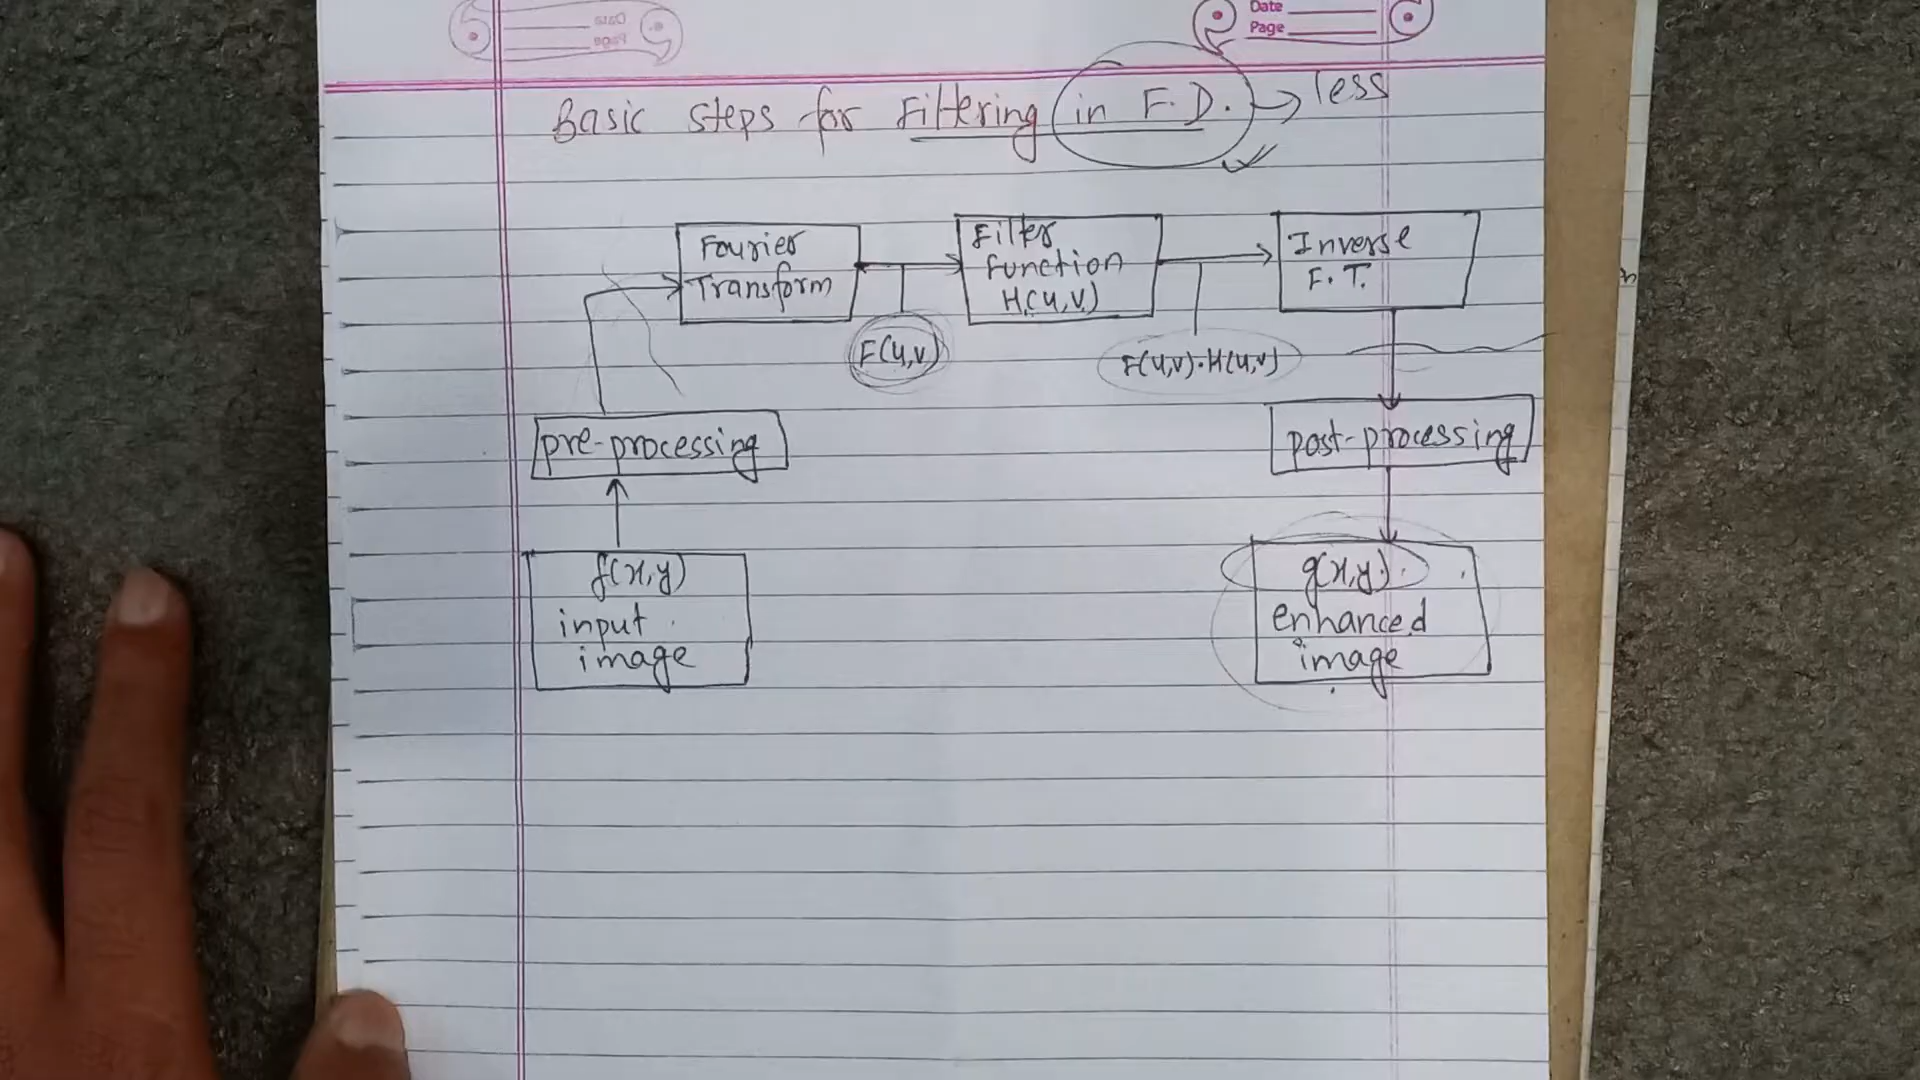 Date
Page
Basic steps for Filtering in F.D. → less
Fourier
Transform
Filter
Function
H(u,v)
Inverse
F.T.
F(u,v)
F(u,v).H(u,v)
pre-processing
post-processing
f(x,y)
input
image
g(x,y)
enhanced
image